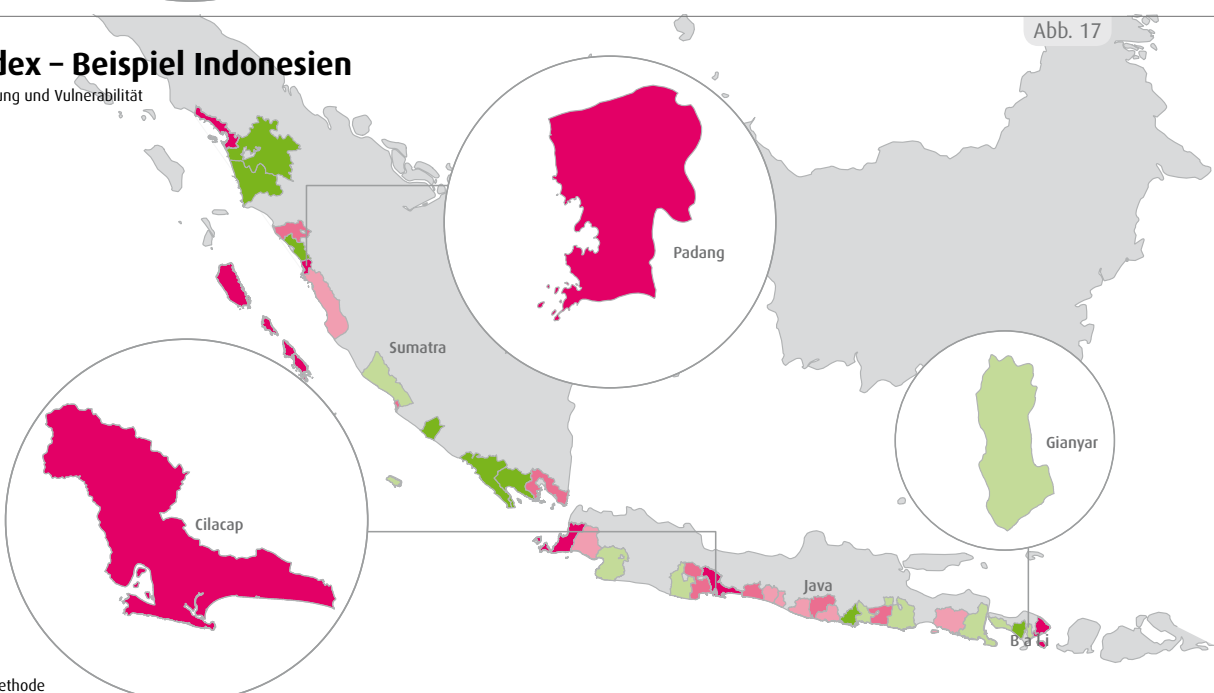 Abb. 17
dex – Beispiel Indonesien
ung und Vulnerabilität
Padang
Sumatra
Gianyar
Cilacap
Java
Bali
ethode